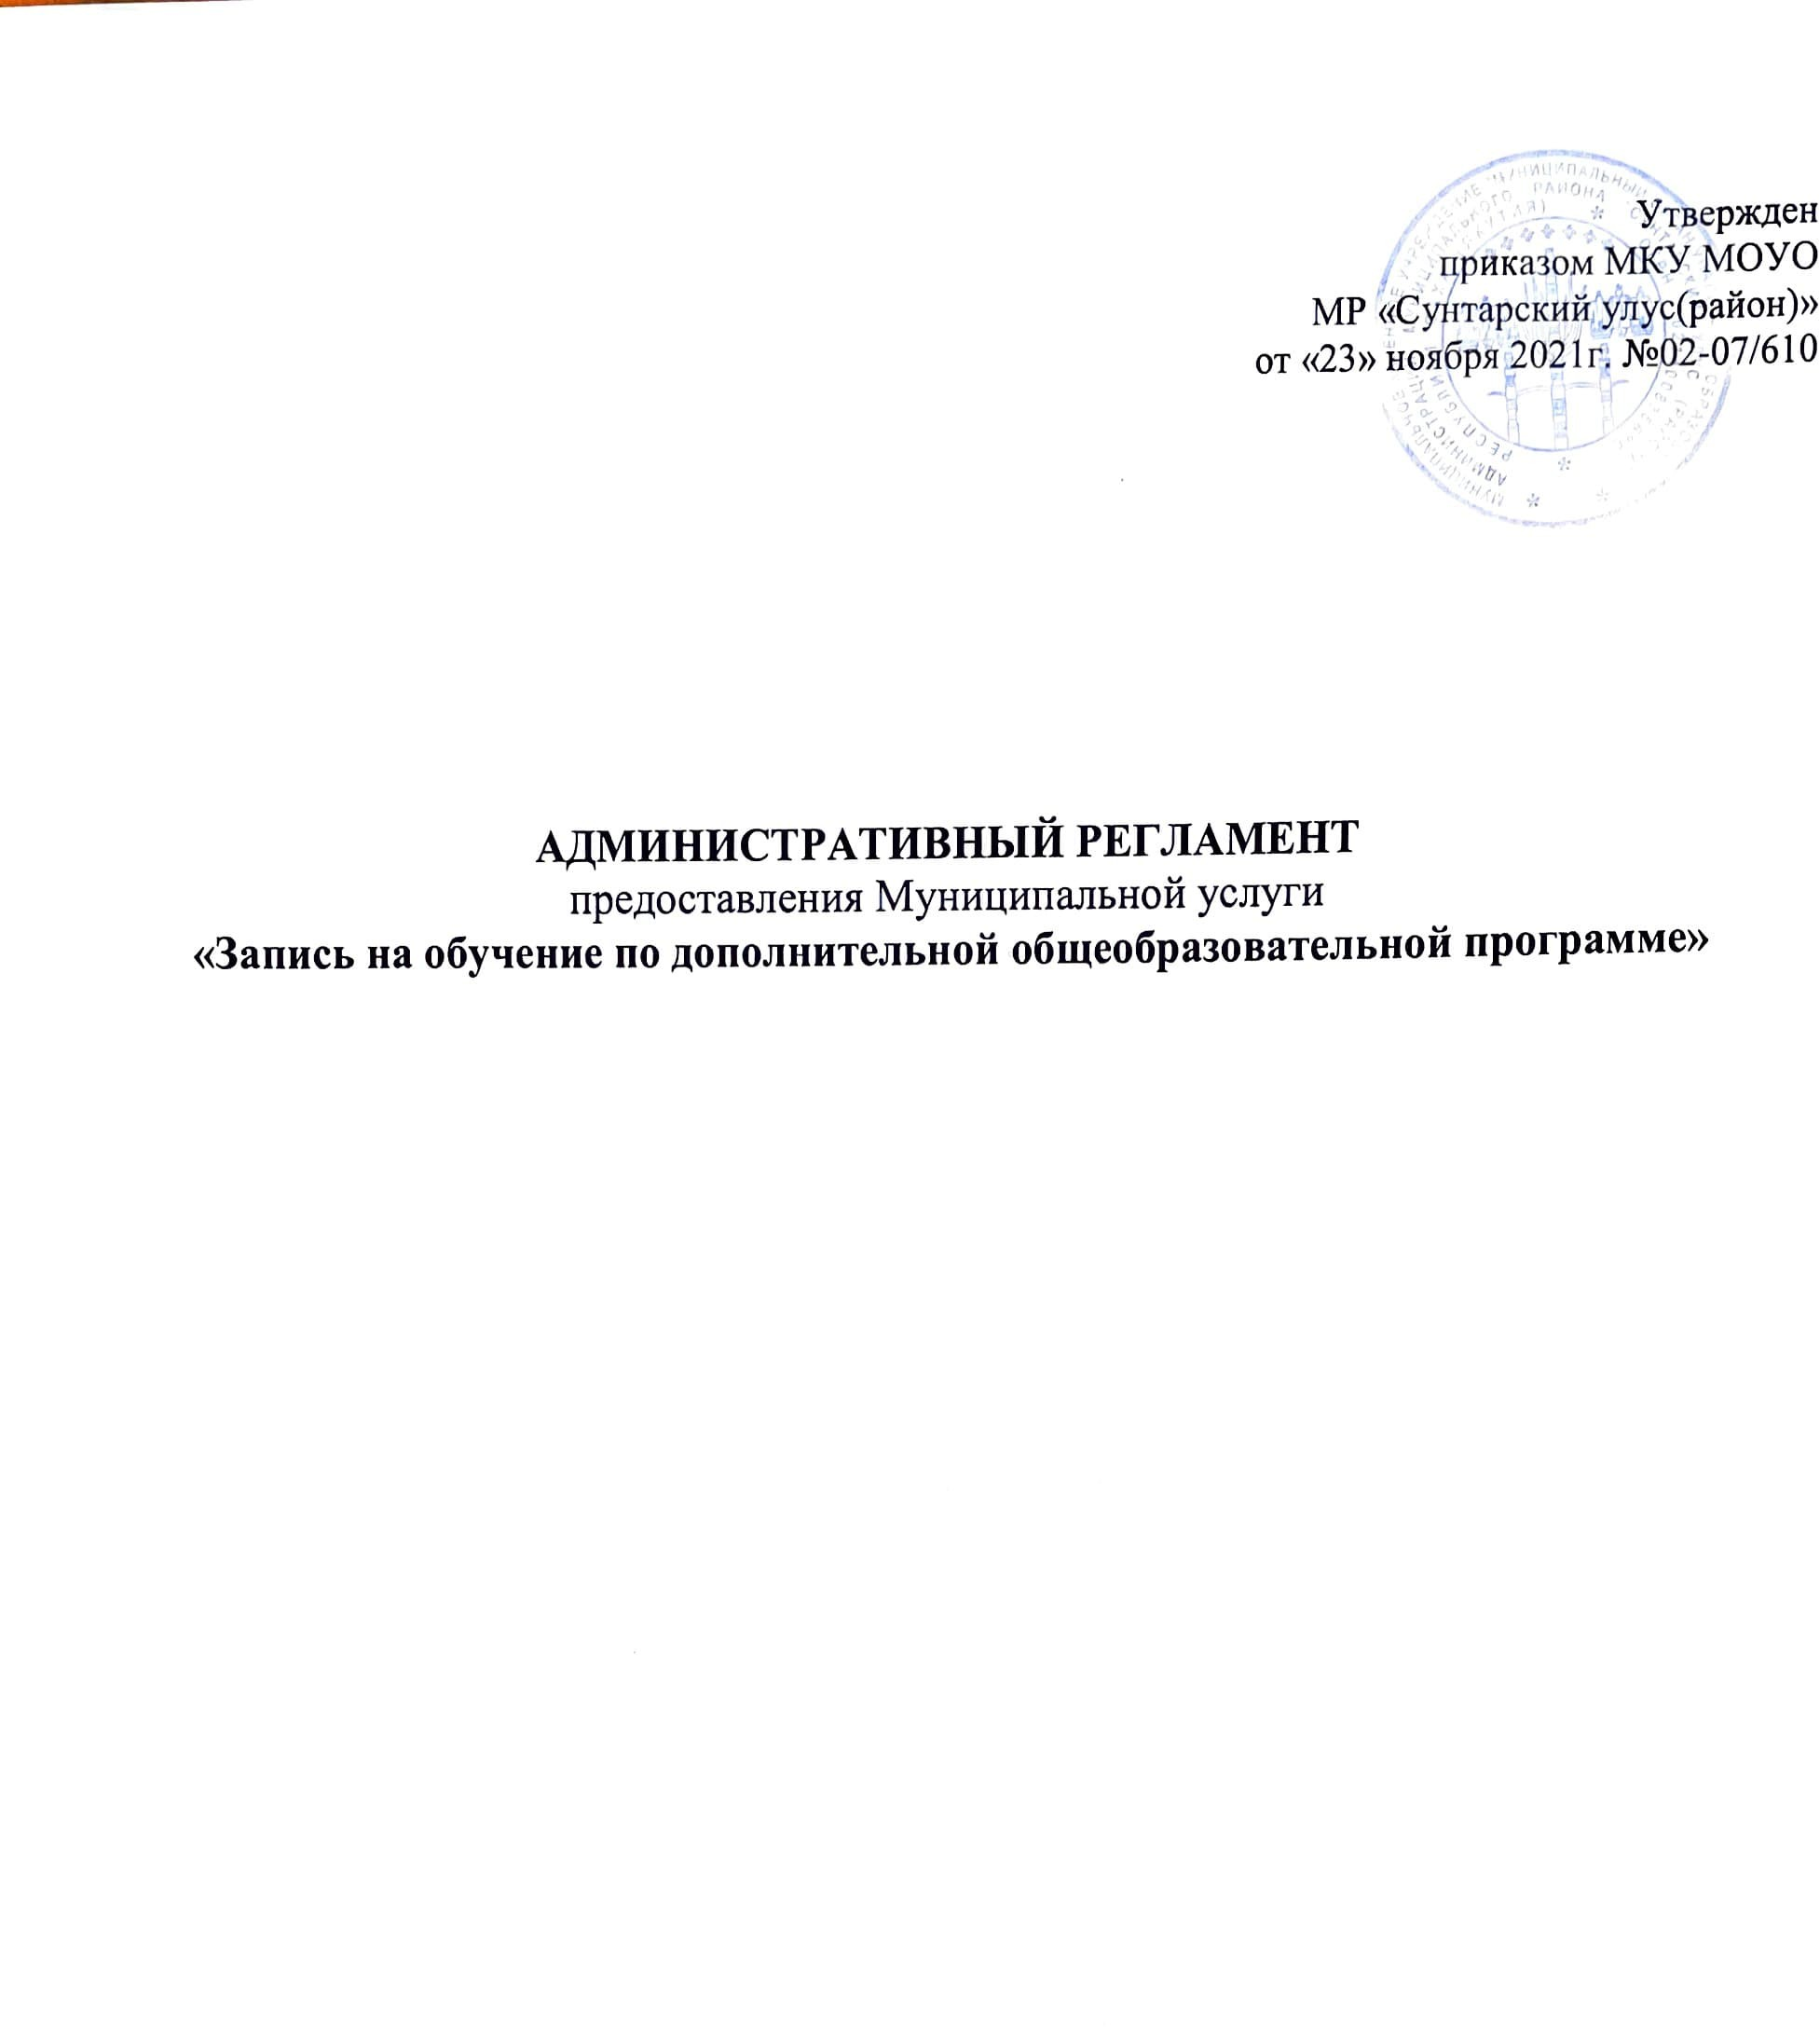 Утвержден
приказом МКУ МОУО
МР «Сунтарский улус(район)»
от «23» ноября 2021г. №02-07/610
АДМИНИСТРАТИВНЫЙ РЕГЛАМЕНТ
предоставления Муниципальной услуги
«Запись на обучение по дополнительной общеобразовательной программе»